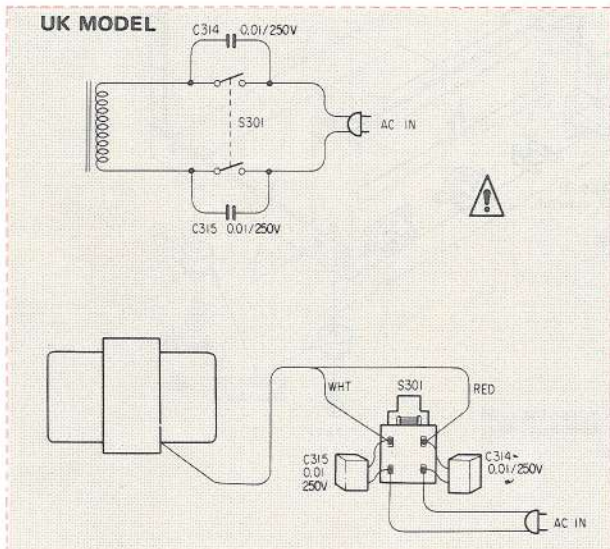 UK MODEL
C314 0.01/250V
S301
AC IN
C315 0.01/250V
WHT
S301
RED
C315
0.01
250V
C314
0.01/250V
AC IN